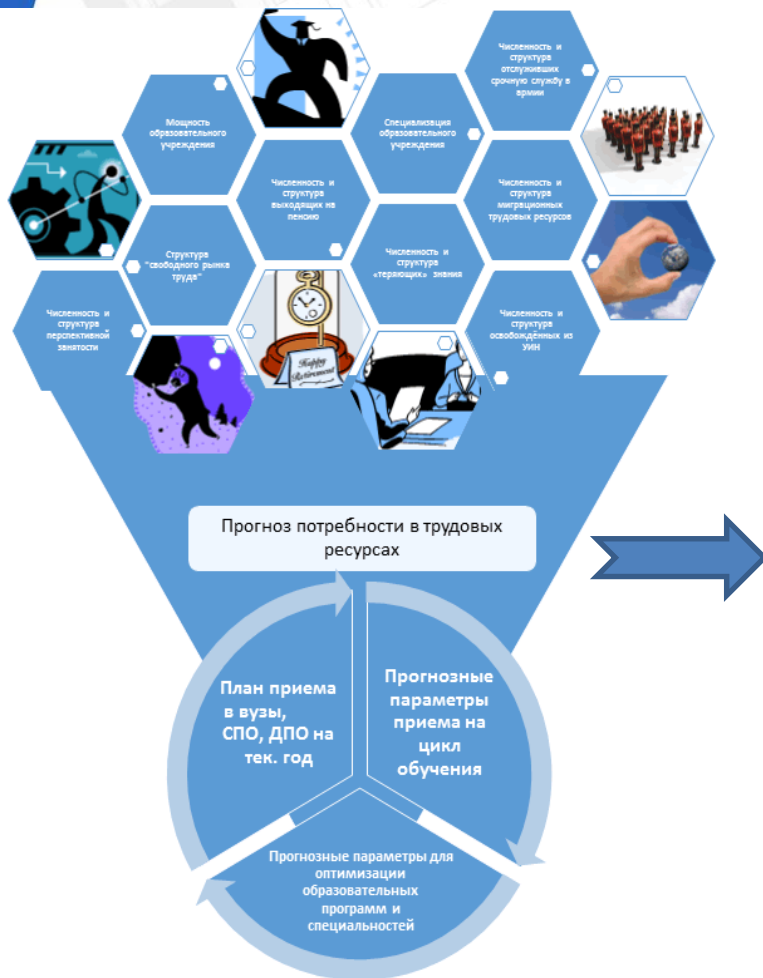 Численность и
структура
отслуживших
срочную службу в
армии
Мощность
образовательного
учреждения
Специализация
образовательного
учреждения
Численность и
структура
выходящих на
пенсию
Численность и
структура
миграционных
трудовых ресурсов
Структура
"свободного рынка
труда"
Численность и
структура
«теряющих» знания
Численность и
структура
перспективной
занятости
Численность и
структура
освобождённых из
УИН
Happy
Retirement
Прогноз потребности в трудовых
ресурсах
План приема
в вузы,
СПО, ДПО на
тек. год
Прогнозные
параметры
приема на
цикл
обучения
Прогнозные параметры для
оптимизации
образовательных
программ и
специальностей